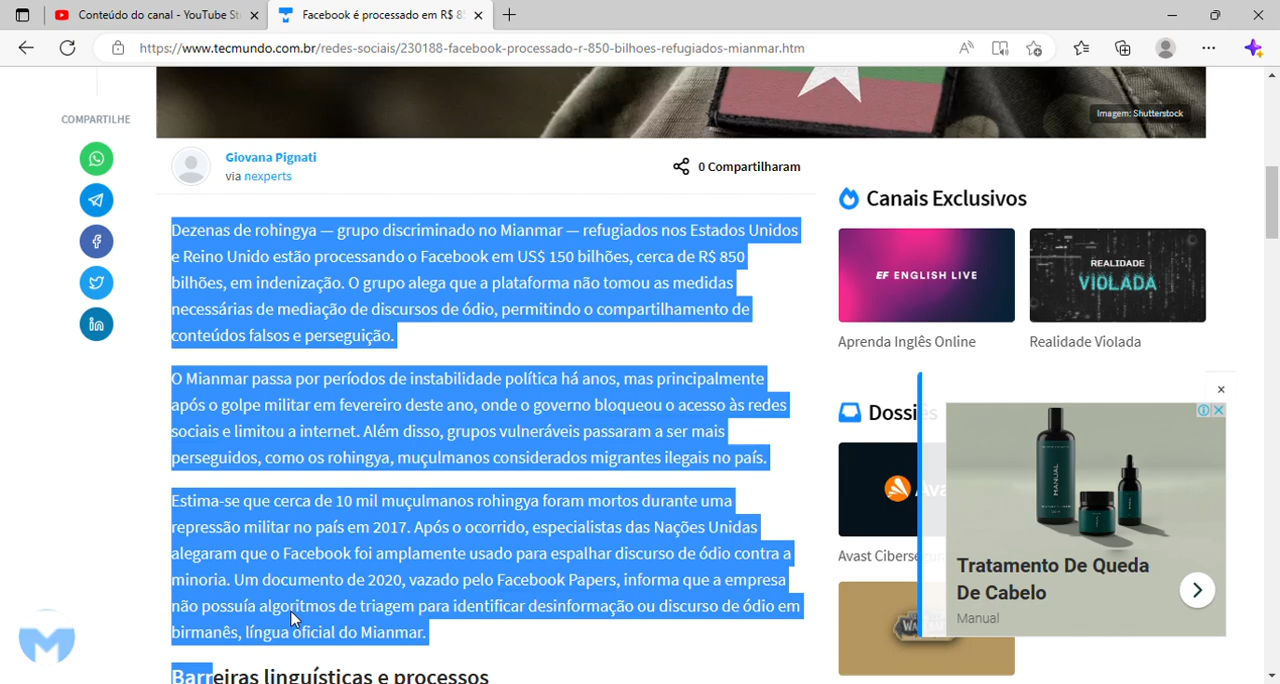 Conteúdo do canal - YouTube St
Facebook é processado em R$ 8
https://www.tecmundo.com.br/redes-sociais/230188-facebook-processado-r-850-bilhoes-refugiados-mianmar.htm
COMPARTILHE
Imagem: Shutterstock
Giovana Pignati
via nexperts
0 Compartilharam
Dezenas de rohingya — grupo discriminado no Mianmar — refugiados nos Estados Unidos
e Reino Unido estão processando o Facebook em US$ 150 bilhões, cerca de R$ 850
bilhões, em indenização. O grupo alega que a plataforma não tomou as medidas
necessárias de mediação de discursos de ódio, permitindo o compartilhamento de
conteúdos falsos e perseguição.
O Mianmar passa por períodos de instabilidade política há anos, mas principalmente
após o golpe militar em fevereiro deste ano, onde o governo bloqueou o acesso às redes
sociais e limitou a internet. Além disso, grupos vulneráveis passaram a ser mais
perseguidos, como os rohingya, muçulmanos considerados migrantes ilegais no país.
Estima-se que cerca de 10 mil muçulmanos rohingya foram mortos durante uma
repressão militar no país em 2017. Após o ocorrido, especialistas das Nações Unidas
alegaram que o Facebook foi amplamente usado para espalhar discurso de ódio contra a
minoria. Um documento de 2020, vazado pelo Facebook Papers, informa que a empresa
não possuía algoritmos de triagem para identificar desinformação ou discurso de ódio em
birmanês, língua oficial do Mianmar.
Barreiras linguísticas e processos
Canais Exclusivos
EF ENGLISH LIVE
REALIDADE
VIOLADA
Aprenda Inglês Online
Realidade Violada
Dossiês
Ava
Avast Ciberseguran
MANUAL
Tratamento De Queda
De Cabelo
Manual